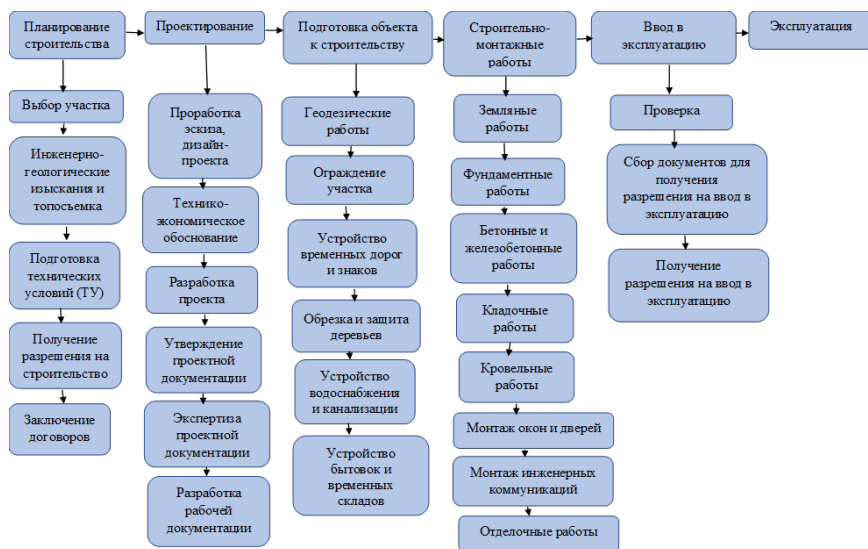 Планирование
строительства
Проектирование
Подготовка объекта
к строительству
Строительно-
монтажные
работы
Ввод в
эксплуатацию
Эксплуатация
Выбор участка
Инженерно-
геологические
изыскания и
топосъемка
Подготовка
технических
условий (ТУ)
Получение
разрешения на
строительство
Заключение
договоров
Проработка
эскиза,
дизайн-
проекта
Технико-
экономическое
обоснование
Разработка
проекта
Утверждение
проектной
документации
Экспертиза
проектной
документации
Разработка
рабочей
документации
Геодезические
работы
Ограждение
участка
Устройство
временных дорог
и знаков
Обрезка и защита
деревьев
Устройство
водоснабжения
и канализации
Устройство
бытовок и
временных
складов
Земляные
работы
Фундаментные
работы
Бетонные и
железобетонные
работы
Кладочные
работы
Кровельные
работы
Монтаж окон и дверей
Монтаж инженерных
коммуникаций
Отделочные работы
Проверка
Сбор документов для
получения
разрешения на ввод в
эксплуатацию
Получение
разрешения на ввод в
эксплуатацию